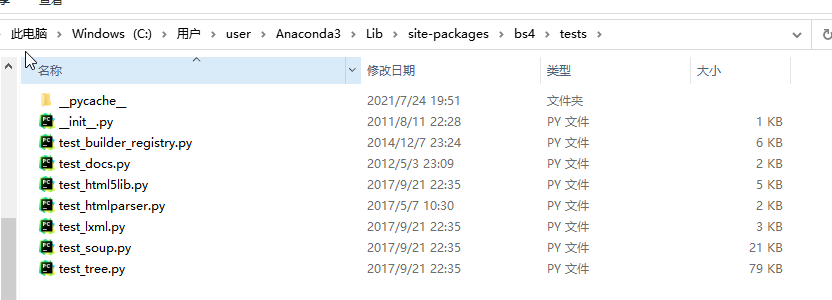 此电脑 > Windows (C:) > 用户 > user > Anaconda3 > Lib > site-packages > bs4 > tests >
名称 修改日期 类型 大小
__pycache__ 2021/7/24 19:51 文件夹
__init__.py 2011/8/11 22:28 PY 文件 1 KB
test_builder_registry.py 2014/12/7 23:24 PY 文件 6 KB
test_docs.py 2012/5/3 23:09 PY 文件 2 KB
test_html5lib.py 2017/9/21 22:35 PY 文件 5 KB
test_htmlparser.py 2017/5/7 10:30 PY 文件 2 KB
test_lxml.py 2017/9/21 22:35 PY 文件 3 KB
test_soup.py 2017/9/21 22:35 PY 文件 21 KB
test_tree.py 2017/9/21 22:35 PY 文件 79 KB